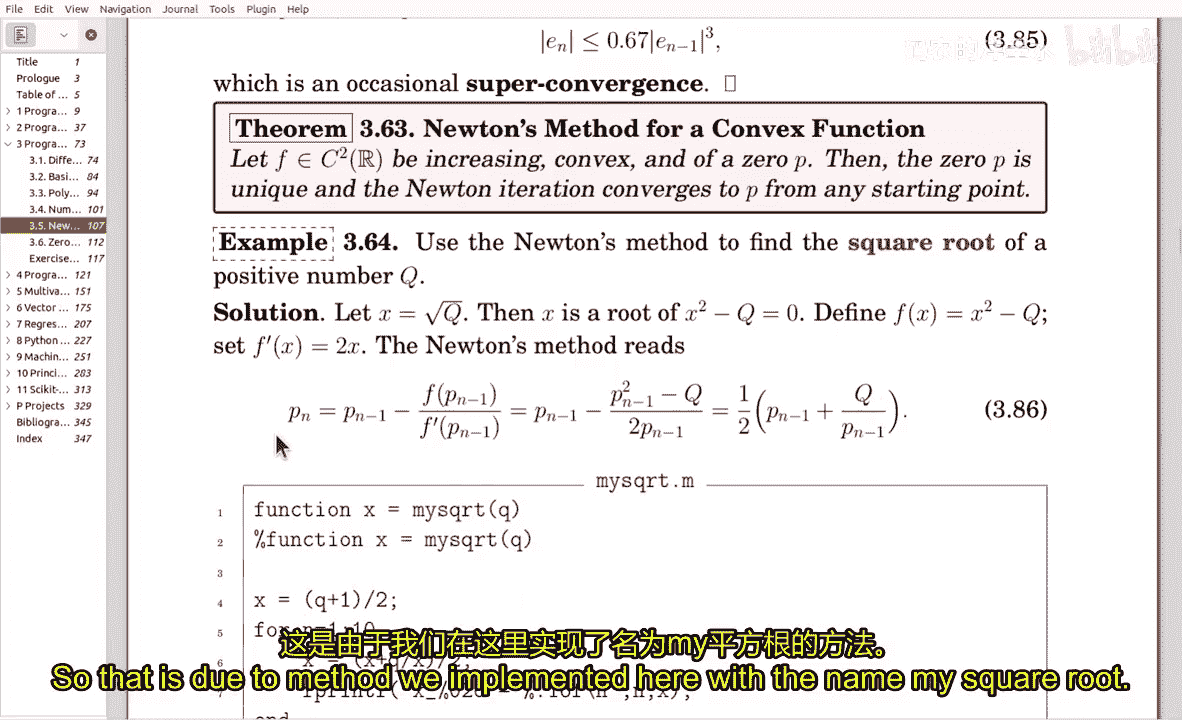 File Edit View Navigation Journal Tools Plugin Help
Title 1
Prologue 3
Table of ... 5
1 Progra... 9
2 Progra... 37
3 Progra... 73
3.1. Diffe... 74
3.2. Basi... 84
3.3. Poly... 94
3.4. Num... 101
3.5. New... 107
3.6. Zero... 112
Exercise... 117
4 Progra... 121
5 Multiva... 151
6 Vector ... 175
7 Regres... 207
8 Python ... 227
9 Machin... 251
10 Princi... 283
11 Scikit-... 313
P Projects 329
Bibliogra... 345
Index 347
|e_n| ≤ 0.67|e_{n−1}|^3, (3.85)
which is an occasional super-convergence. □
Theorem 3.63. Newton's Method for a Convex Function
Let f ∈ C^2(ℝ) be increasing, convex, and of a zero p. Then, the zero p is
unique and the Newton iteration converges to p from any starting point.
Example 3.64. Use the Newton's method to find the square root of a
positive number Q.
Solution. Let x = √Q. Then x is a root of x^2 − Q = 0. Define f(x) = x^2 − Q;
set f′(x) = 2x. The Newton's method reads
p_n = p_{n−1} − f(p_{n−1})/f′(p_{n−1}) = p_{n−1} − (p_{n−1}^2 − Q)/(2p_{n−1}) = 1/2(p_{n−1} + Q/p_{n−1}). (3.86)
mysqrt.m
1 function x = mysqrt(q)
2 %function x = mysqrt(q)
3
4 x = (q+1)/2;
5 for n=1:10
6
这是由于我们在这里实现了名为my平方根的方法。
So that is due to method we implemented here with the name my square root.